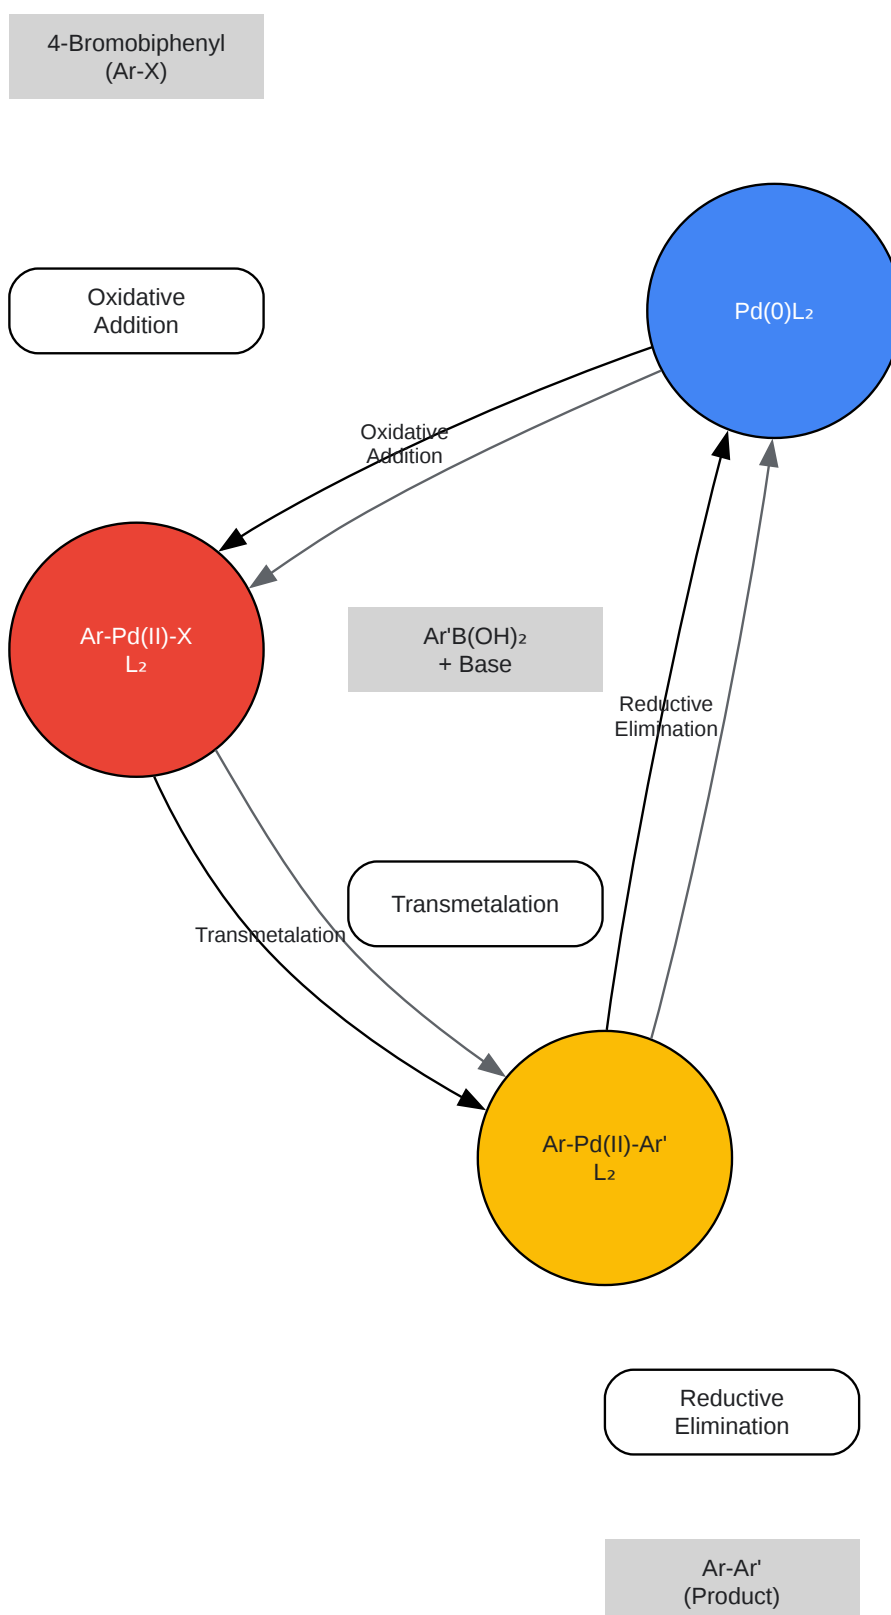 4-Bromobiphenyl
(Ar-X)
Oxidative
Addition
Pd(0)L₂
Oxidative
Addition
Ar-Pd(II)-X
L₂
Ar'B(OH)₂
+ Base
Reductive
Elimination
Transmetalation
Transmetalation
Ar-Pd(II)-Ar'
L₂
Reductive
Elimination
Ar-Ar'
(Product)